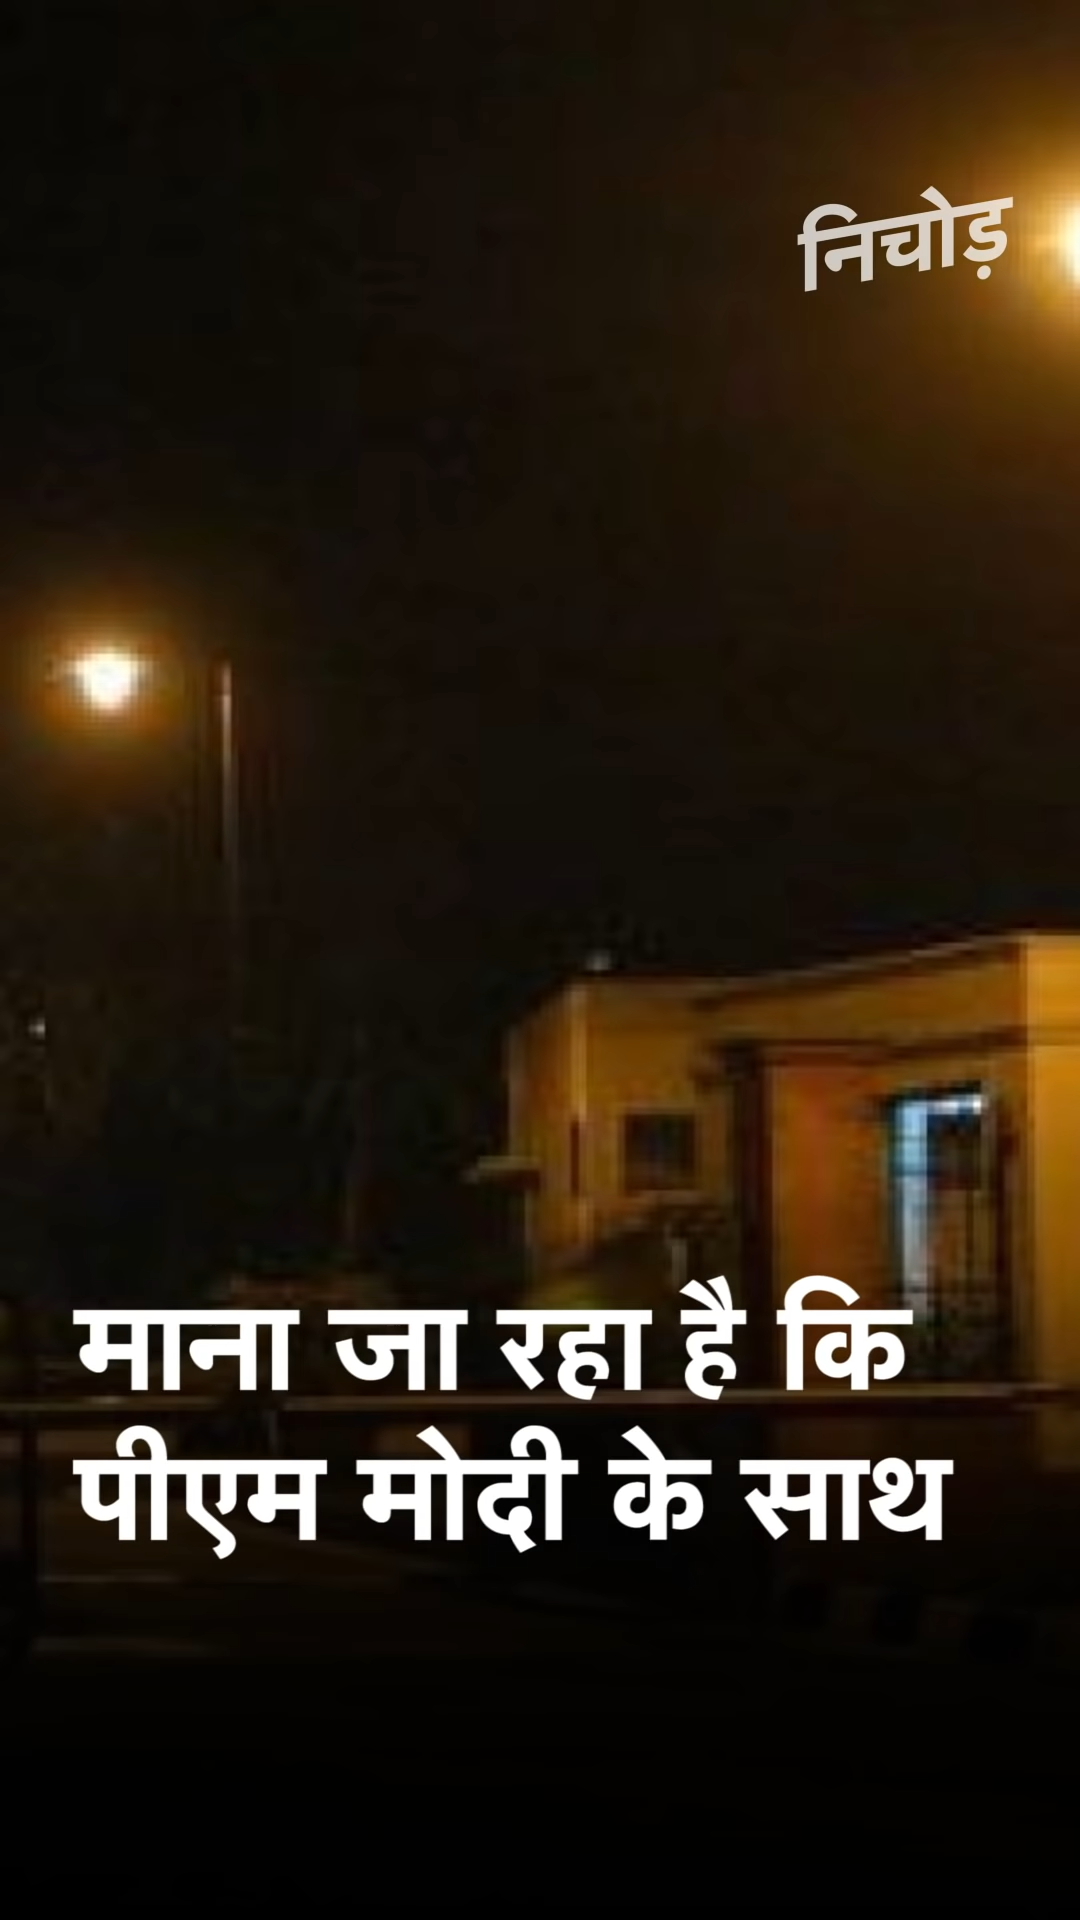 निचोड़
माना जा रहा है कि
पीएम मोदी के साथ